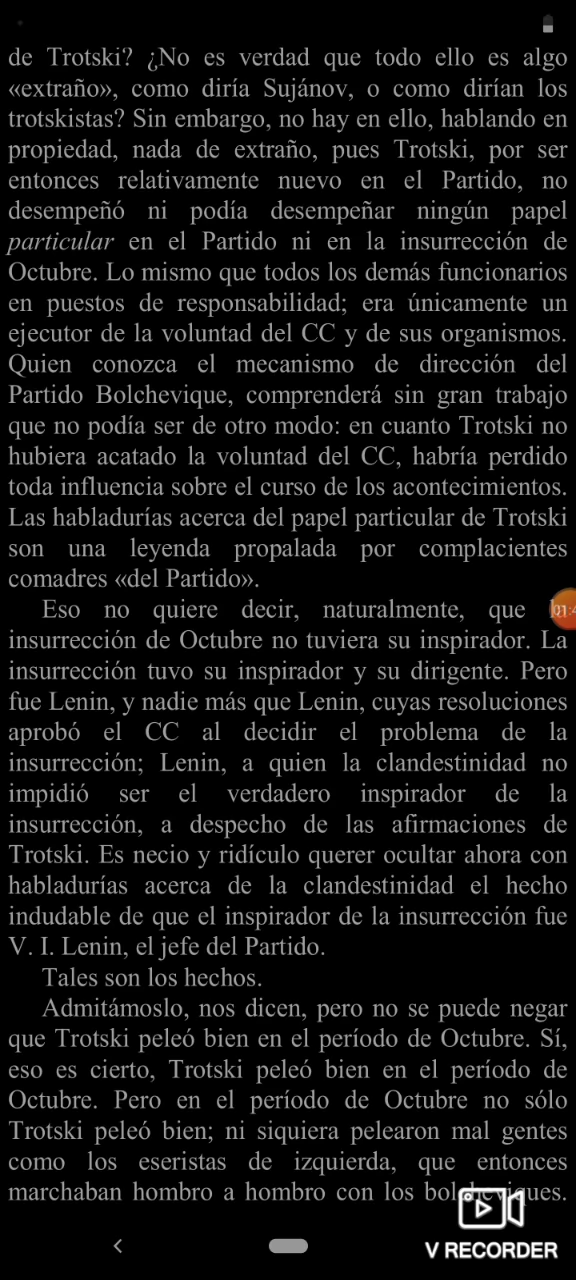 de Trotski? ¿No es verdad que todo ello es algo
«extraño», como diría Sujánov, o como dirían los
trotskistas? Sin embargo, no hay en ello, hablando en
propiedad, nada de extraño, pues Trotski, por ser
entonces relativamente nuevo en el Partido, no
desempeñó ni podía desempeñar ningún papel
particular en el Partido ni en la insurrección de
Octubre. Lo mismo que todos los demás funcionarios
en puestos de responsabilidad; era únicamente un
ejecutor de la voluntad del CC y de sus organismos.
Quien conozca el mecanismo de dirección del
Partido Bolchevique, comprenderá sin gran trabajo
que no podía ser de otro modo: en cuanto Trotski no
hubiera acatado la voluntad del CC, habría perdido
toda influencia sobre el curso de los acontecimientos.
Las habladurías acerca del papel particular de Trotski
son una leyenda propalada por complacientes
comadres «del Partido».
Eso no quiere decir, naturalmente, que la
insurrección de Octubre no tuviera su inspirador. La
insurrección tuvo su inspirador y su dirigente. Pero
fue Lenin, y nadie más que Lenin, cuyas resoluciones
aprobó el CC al decidir el problema de la
insurrección; Lenin, a quien la clandestinidad no
impidió ser el verdadero inspirador de la
insurrección, a despecho de las afirmaciones de
Trotski. Es necio y ridículo querer ocultar ahora con
habladurías acerca de la clandestinidad el hecho
indudable de que el inspirador de la insurrección fue
V. I. Lenin, el jefe del Partido.
Tales son los hechos.
Admitámoslo, nos dicen, pero no se puede negar
que Trotski peleó bien en el período de Octubre. Sí,
eso es cierto, Trotski peleó bien en el período de
Octubre. Pero en el período de Octubre no sólo
Trotski peleó bien; ni siquiera pelearon mal gentes
como los eseristas de izquierda, que entonces
marchaban hombro a hombro con los bolcheviques.
V RECORDER